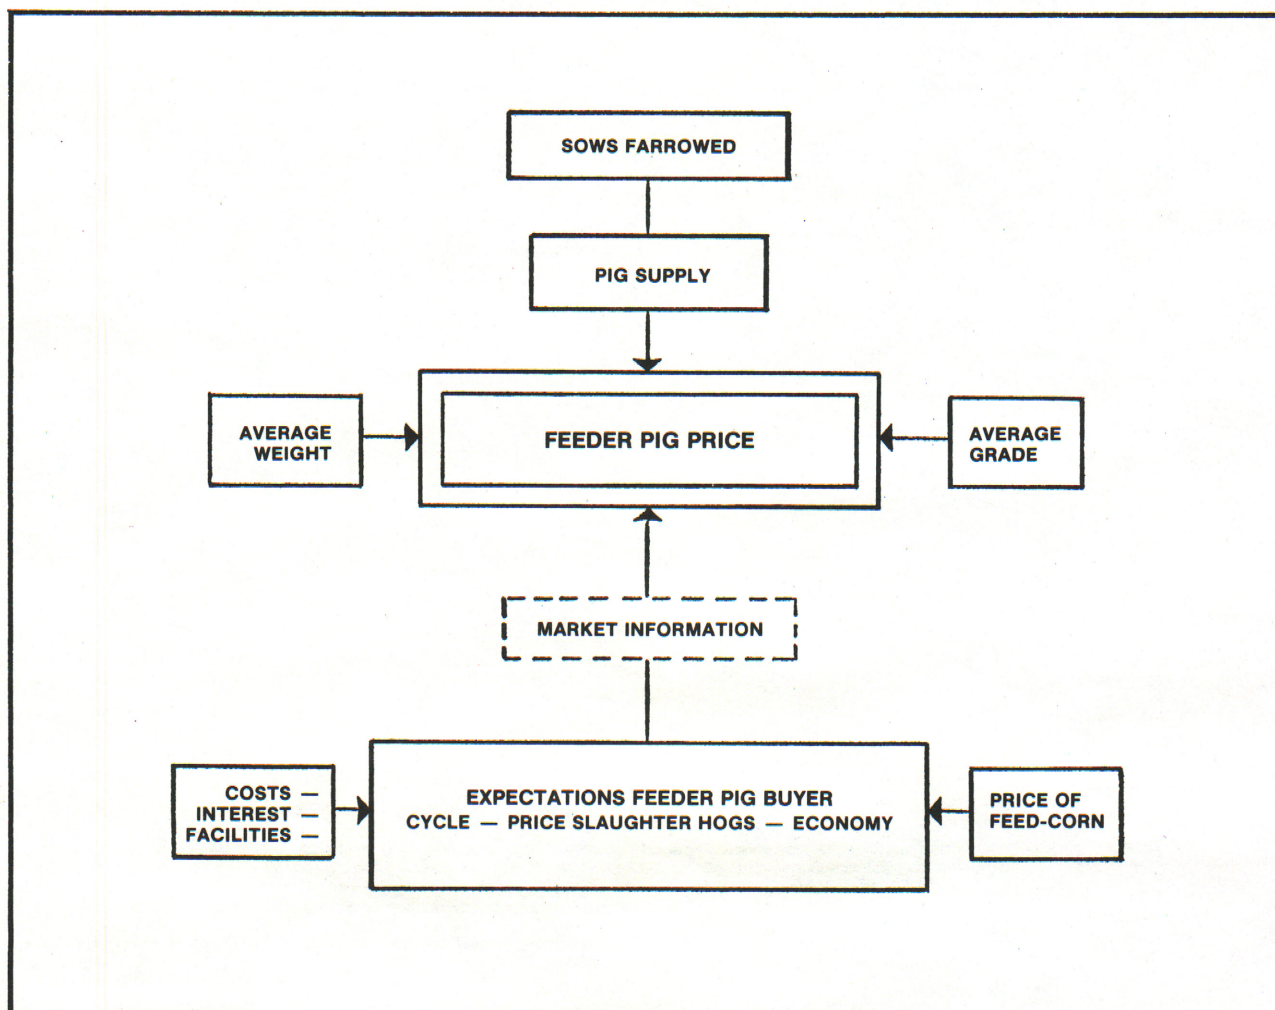 SOWS FARROWED
PIG SUPPLY
AVERAGE
WEIGHT
FEEDER PIG PRICE
AVERAGE
GRADE
MARKET INFORMATION
COSTS —
INTEREST —
FACILITIES —
EXPECTATIONS FEEDER PIG BUYER
CYCLE — PRICE SLAUGHTER HOGS — ECONOMY
PRICE OF
FEED-CORN